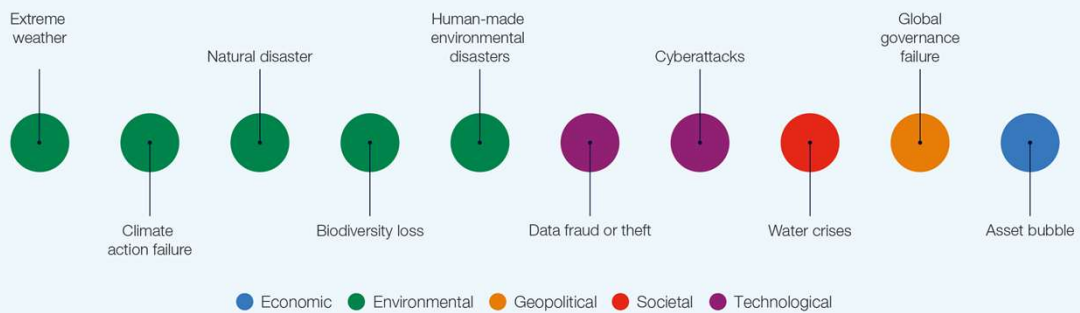 Extreme
weather
Climate
action failure
Natural disaster
Biodiversity loss
Human-made
environmental
disasters
Data fraud or theft
Cyberattacks
Water crises
Global
governance
failure
Asset bubble
Economic
Environmental
Geopolitical
Societal
Technological